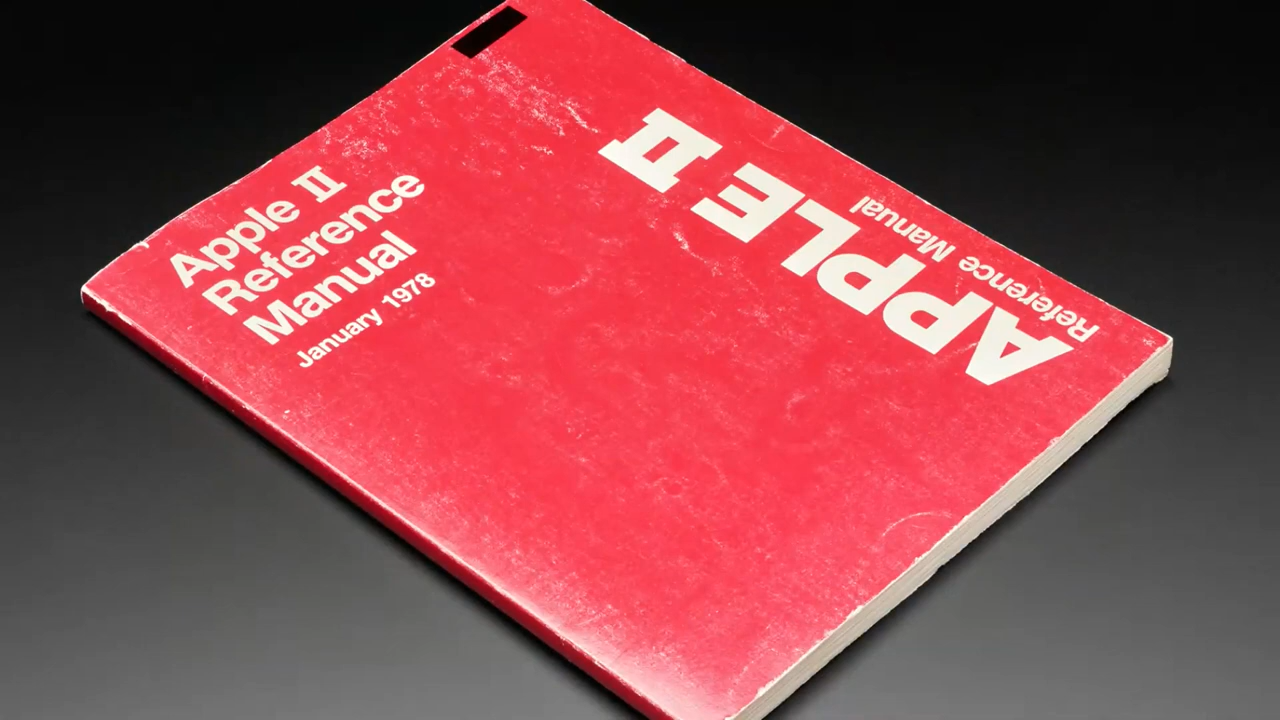 Apple II
Reference
Manual
January 1978
APPLE II
Reference Manual